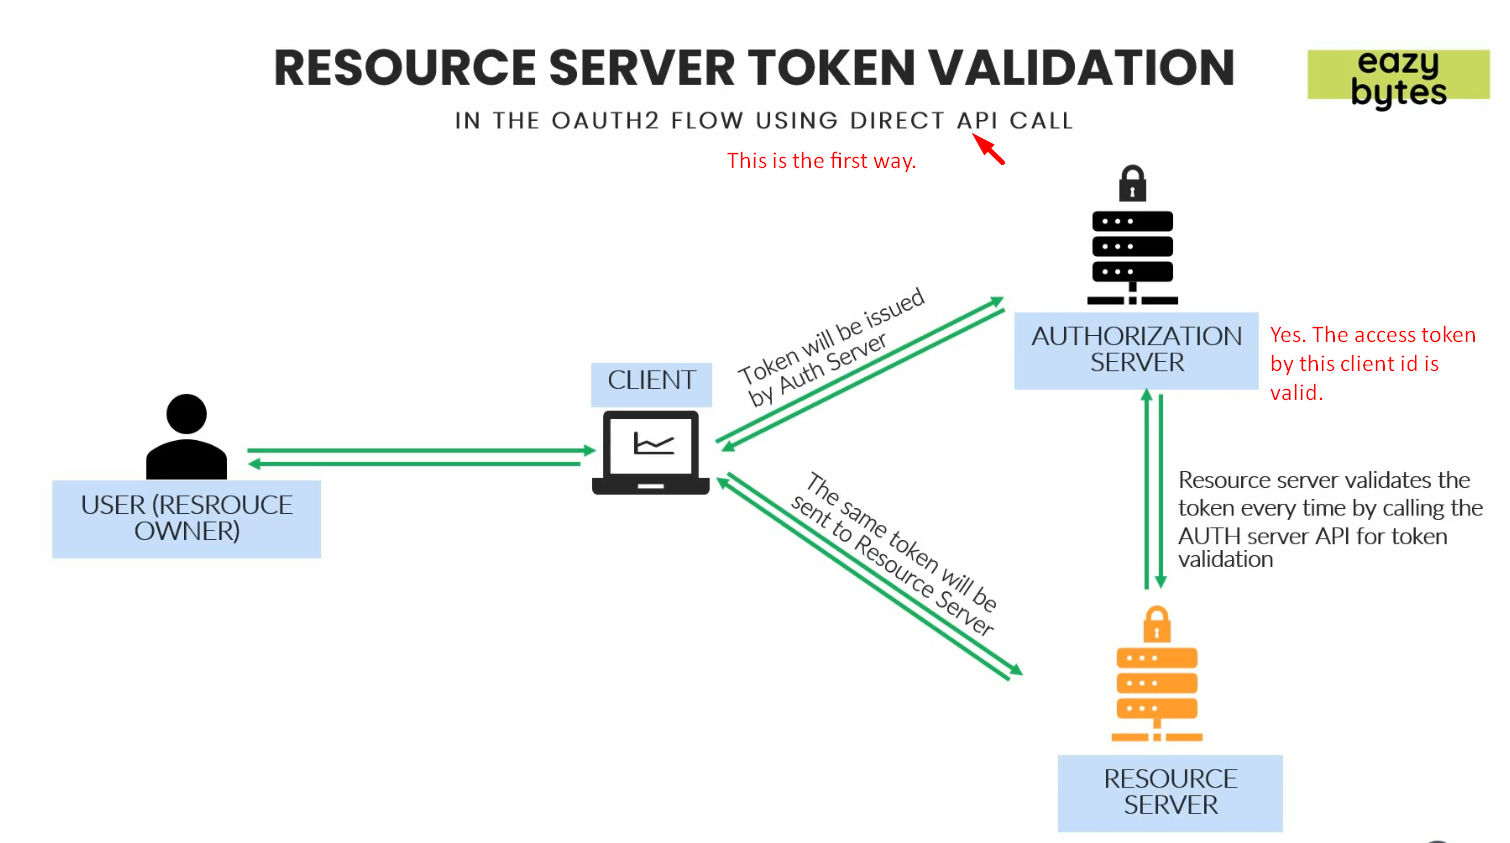 RESOURCE SERVER TOKEN VALIDATION
eazy
bytes
IN THE OAUTH2 FLOW USING DIRECT API CALL
This is the first way.
Token will be issued
by Auth Server
AUTHORIZATION
SERVER
Yes. The access token
by this client id is
valid.
CLIENT
USER (RESROUCE
OWNER)
The same token will be
sent to Resource Server
Resource server validates the
token every time by calling the
AUTH server API for token
validation
RESOURCE
SERVER